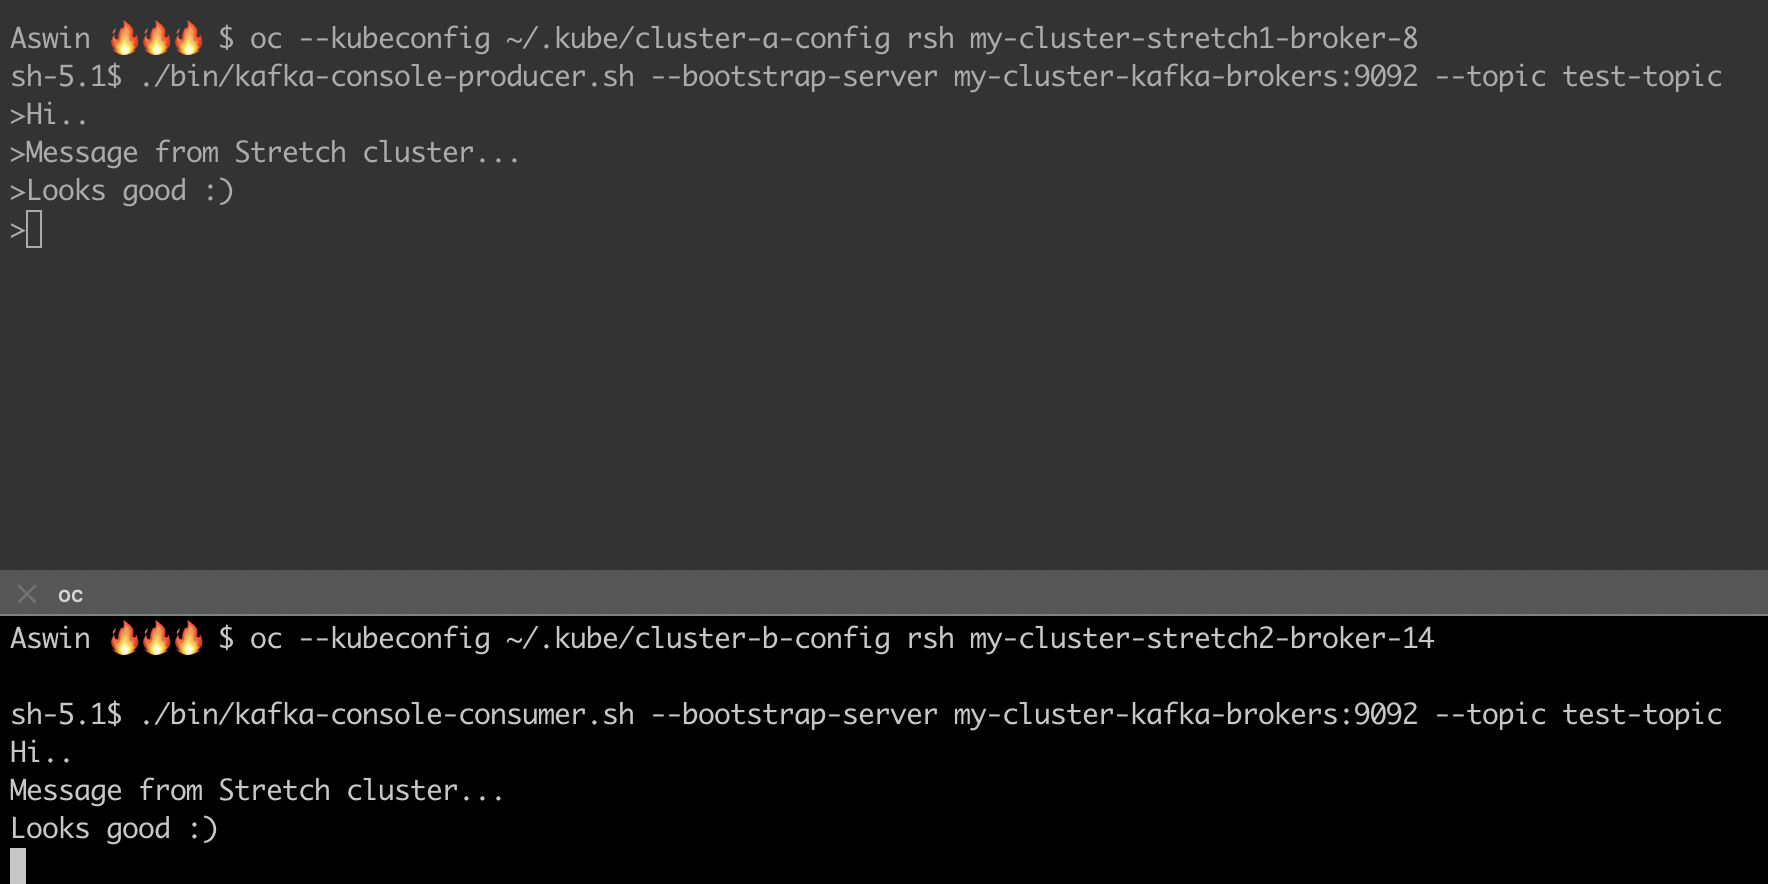 Aswin 🔥🔥🔥 $ oc --kubeconfig ~/.kube/cluster-a-config rsh my-cluster-stretch1-broker-8
sh-5.1$ ./bin/kafka-console-producer.sh --bootstrap-server my-cluster-kafka-brokers:9092 --topic test-topic
>Hi..
>Message from Stretch cluster...
>Looks good :)
>
oc
Aswin 🔥🔥🔥 $ oc --kubeconfig ~/.kube/cluster-b-config rsh my-cluster-stretch2-broker-14
sh-5.1$ ./bin/kafka-console-consumer.sh --bootstrap-server my-cluster-kafka-brokers:9092 --topic test-topic
Hi..
Message from Stretch cluster...
Looks good :)